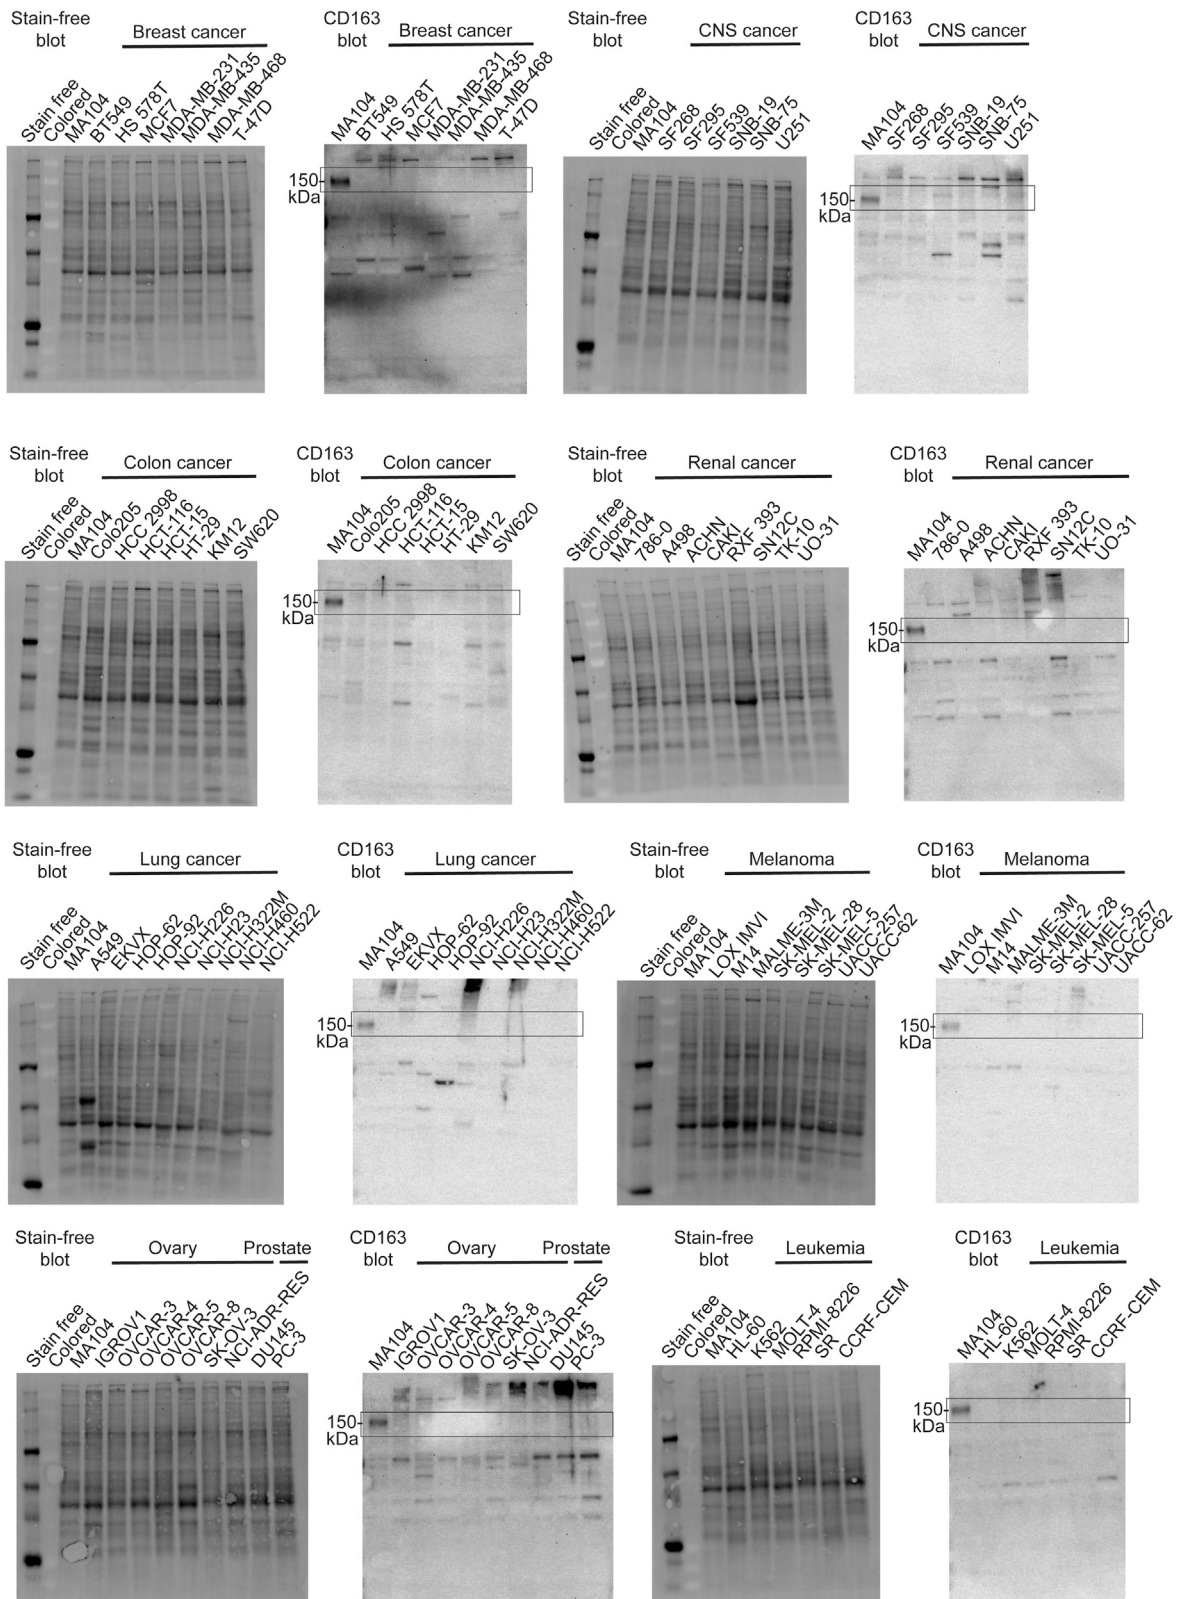 Stain-free
blot
Breast cancer
Stain free
Colored
MA104
BT549
HS 578T
MCF7
MDA-MB-231
MDA-MB-435
MDA-MB-468
T-47D
CD163
blot
Breast cancer
MA104
BT549
HS 578T
MCF7
MDA-MB-231
MDA-MB-435
MDA-MB-468
T-47D
150
kDa
Stain-free
blot
CNS cancer
Stain free
Colored
MA104
SF268
SF295
SF539
SNB-19
SNB-75
U251
CD163
blot
CNS cancer
MA104
SF268
SF295
SF539
SNB-19
SNB-75
U251
150
kDa
Stain-free
blot
Colon cancer
Stain free
Colored
MA104
Colo205
HCC 2998
HCT-116
HCT-15
HT-29
KM12
SW620
CD163
blot
Colon cancer
MA104
Colo205
HCC 2998
HCT-116
HCT-15
HT-29
KM12
SW620
150
kDa
Stain-free
blot
Renal cancer
Stain free
Colored
MA104
786-0
A498
ACHN
CAKI
RXF 393
SN12C
TK-10
UO-31
CD163
blot
Renal cancer
MA104
786-0
A498
ACHN
CAKI
RXF 393
SN12C
TK-10
UO-31
150
kDa
Stain-free
blot
Lung cancer
Stain free
Colored
MA104
A549
EKVX
HOP-62
HOP-92
NCI-H226
NCI-H23
NCI-H322M
NCI-H460
NCI-H522
CD163
blot
Lung cancer
MA104
A549
EKVX
HOP-62
HOP-92
NCI-H226
NCI-H23
NCI-H322M
NCI-H460
NCI-H522
150
kDa
Stain-free
blot
Melanoma
Stain free
Colored
MA104
LOX IMVI
M14
MALME-3M
SK-MEL-2
SK-MEL-28
SK-MEL-5
UACC-257
UACC-62
CD163
blot
Melanoma
MA104
LOX IMVI
M14
MALME-3M
SK-MEL-2
SK-MEL-28
SK-MEL-5
UACC-257
UACC-62
150
kDa
Stain-free
blot
Ovary
Prostate
Stain free
Colored
MA104
IGROV1
OVCAR-3
OVCAR-4
OVCAR-5
OVCAR-8
SK-OV-3
NCI-ADR-RES
DU145
PC-3
CD163
blot
Ovary
Prostate
MA104
IGROV1
OVCAR-3
OVCAR-4
OVCAR-5
OVCAR-8
SK-OV-3
NCI-ADR-RES
DU145
PC-3
150
kDa
Stain-free
blot
Leukemia
Stain free
Colored
MA104
HL-60
K562
MOLT-4
RPMI-8226
SR
CCRF-CEM
CD163
blot
Leukemia
MA104
HL-60
K562
MOLT-4
RPMI-8226
SR
CCRF-CEM
150
kDa